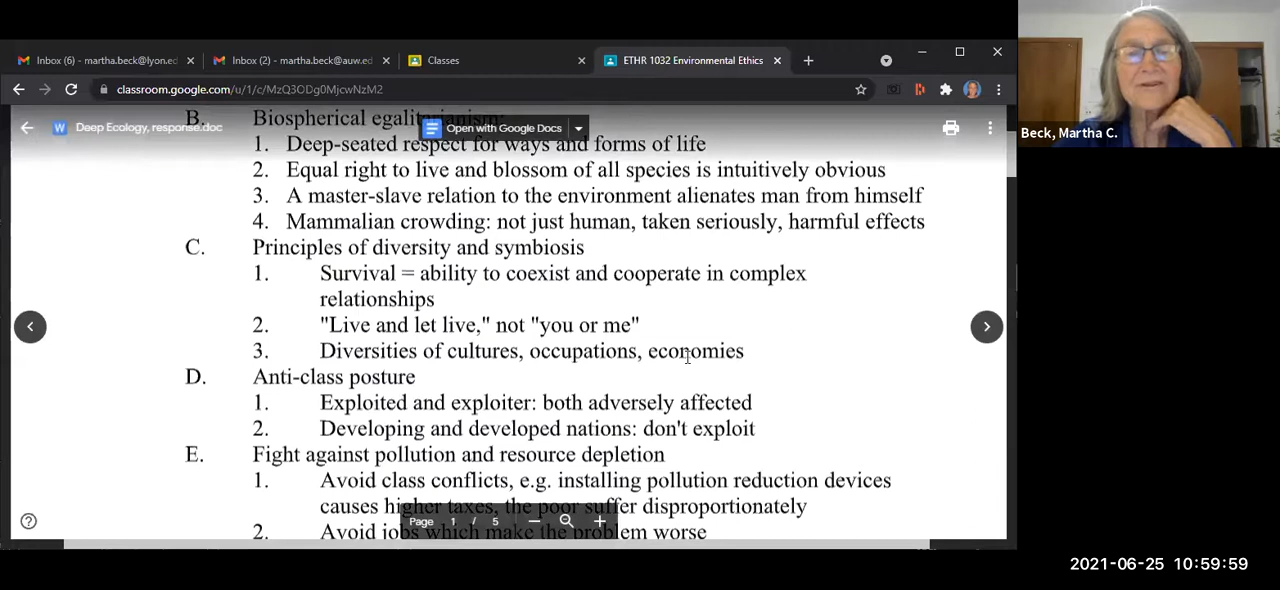 Inbox (6) - martha.beck@lyon.ed
Inbox (2) - martha.beck@auw.ed
Classes
ETHR 1032 Environmental Ethics
classroom.google.com/u/1/c/MzQ3ODg0MjcwNzM2
Deep Ecology, response.doc
Open with Google Docs
B. Biospherical egalitarianism:
1. Deep-seated respect for ways and forms of life
2. Equal right to live and blossom of all species is intuitively obvious
3. A master-slave relation to the environment alienates man from himself
4. Mammalian crowding: not just human, taken seriously, harmful effects
C. Principles of diversity and symbiosis
1. Survival = ability to coexist and cooperate in complex
relationships
2. "Live and let live," not "you or me"
3. Diversities of cultures, occupations, economies
D. Anti-class posture
1. Exploited and exploiter: both adversely affected
2. Developing and developed nations: don't exploit
E. Fight against pollution and resource depletion
1. Avoid class conflicts, e.g. installing pollution reduction devices
causes higher taxes, the poor suffer disproportionately
2. Avoid jobs which make the problem worse
Page 1 / 5
Beck, Martha C.
2021-06-25 10:59:59